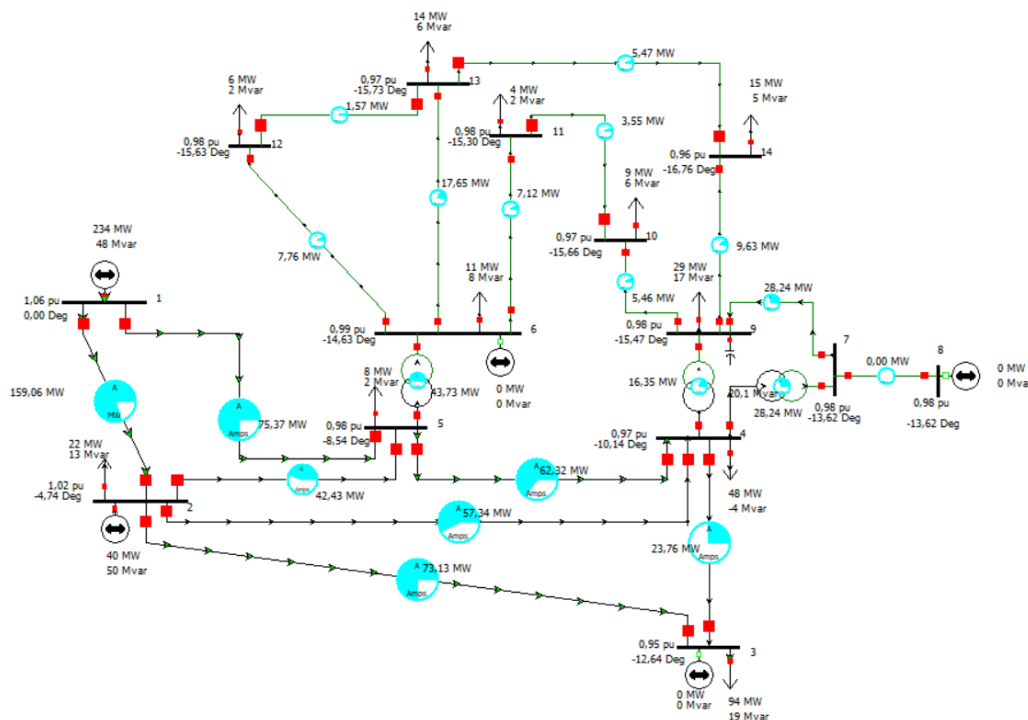 14 MW
6 Mvar
5,47 MW
0,97 pu
-15,73 Deg
13
6 MW
2 Mvar
1,57 MW
4 MW
2 Mvar
15 MW
5 Mvar
0,98 pu
-15,63 Deg
12
0,98 pu
-15,30 Deg
11
3,55 MW
0,96 pu
-16,76 Deg
14
17,65 MW
7,12 MW
9 MW
6 Mvar
234 MW
48 Mvar
7,76 MW
0,97 pu
-15,66 Deg
10
9,63 MW
11 MW
8 Mvar
5,46 MW
29 MW
17 Mvar
28,24 MW
1,06 pu
0,00 Deg
1
0,99 pu
-14,63 Deg
6
0,98 pu
-15,47 Deg
9
7
0,00 MW
8
0 MW
0 Mva
159,06 MW
A
MW
8 MW
2 Mvar
43,73 MW
0 MW
0 Mvar
16,35 MW
20,1 Mvar
28,24 MW
0,98 pu
-13,62 Deg
0,98 pu
-13,62 Deg
A
75,37 MW
Amps
0,98 pu
-8,54 Deg
5
0,97 pu
-10,14 Deg
4
22 MW
13 Mvar
A
Amps
42,43 MW
A
62,32 MW
Amps
48 MW
-4 Mvar
1,02 pu
-4,74 Deg
2
A
57,34 MW
Amps
A
23,76 MW
Amps
40 MW
50 Mvar
A
73,13 MW
Amps
0,95 pu
-12,64 Deg
3
0 MW
0 Mvar
94 MW
19 Mvar